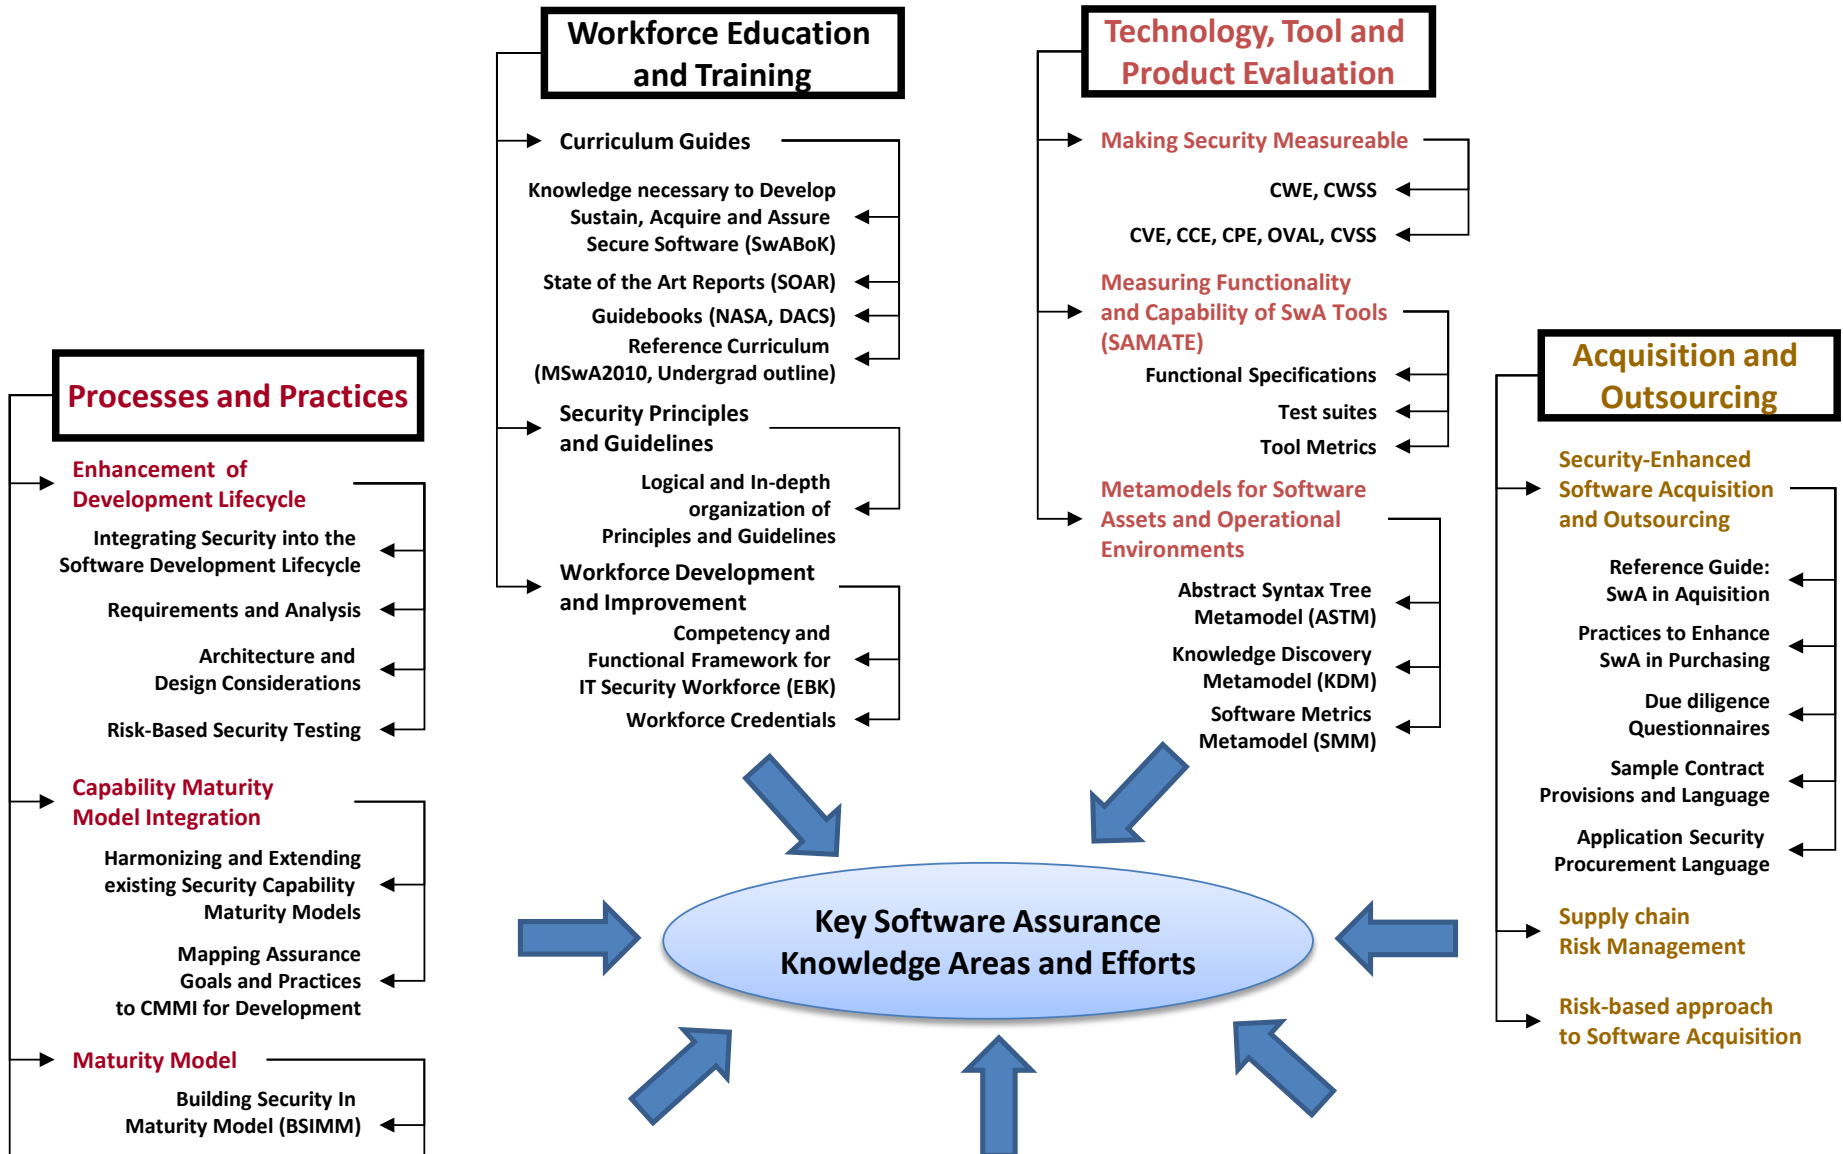 Workforce Education
and Training
Curriculum Guides
Knowledge necessary to Develop
Sustain, Acquire and Assure
Secure Software (SwABoK)
State of the Art Reports (SOAR)
Guidebooks (NASA, DACS)
Reference Curriculum
(MSwA2010, Undergrad outline)
Security Principles
and Guidelines
Logical and In-depth
organization of
Principles and Guidelines
Workforce Development
and Improvement
Competency and
Functional Framework for
IT Security Workforce (EBK)
Workforce Credentials
Technology, Tool and
Product Evaluation
Making Security Measureable
CWE, CWSS
CVE, CCE, CPE, OVAL, CVSS
Measuring Functionality
and Capability of SwA Tools
(SAMATE)
Functional Specifications
Test suites
Tool Metrics
Metamodels for Software
Assets and Operational
Environments
Abstract Syntax Tree
Metamodel (ASTM)
Knowledge Discovery
Metamodel (KDM)
Software Metrics
Metamodel (SMM)
Processes and Practices
Enhancement of
Development Lifecycle
Integrating Security into the
Software Development Lifecycle
Requirements and Analysis
Architecture and
Design Considerations
Risk-Based Security Testing
Capability Maturity
Model Integration
Harmonizing and Extending
existing Security Capability
Maturity Models
Mapping Assurance
Goals and Practices
to CMMI for Development
Maturity Model
Building Security In
Maturity Model (BSIMM)
Acquisition and
Outsourcing
Security-Enhanced
Software Acquisition
and Outsourcing
Reference Guide:
SwA in Aquisition
Practices to Enhance
SwA in Purchasing
Due diligence
Questionnaires
Sample Contract
Provisions and Language
Application Security
Procurement Language
Supply chain
Risk Management
Risk-based approach
to Software Acquisition
Key Software Assurance
Knowledge Areas and Efforts